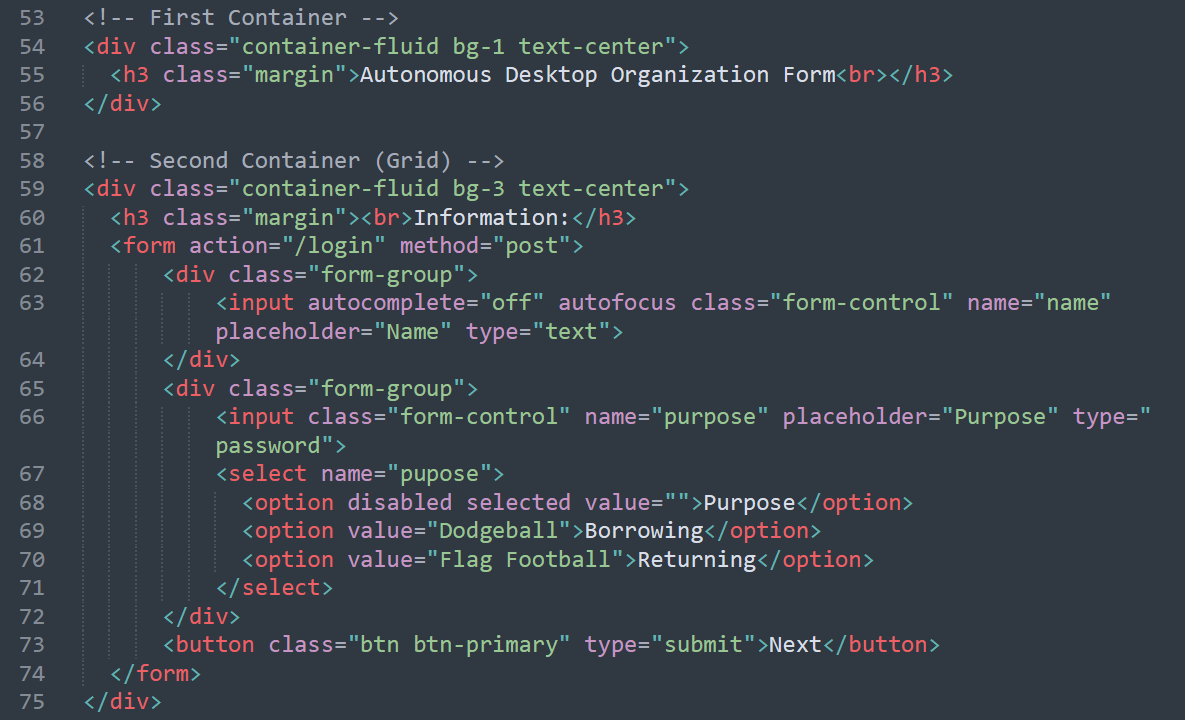 53 <!-- First Container -->
54 <div class="container-fluid bg-1 text-center">
55 <h3 class="margin">Autonomous Desktop Organization Form<br></h3>
56 </div>
57
58 <!-- Second Container (Grid) -->
59 <div class="container-fluid bg-3 text-center">
60 <h3 class="margin"><br>Information:</h3>
61 <form action="/login" method="post">
62 <div class="form-group">
63 <input autocomplete="off" autofocus class="form-control" name="name"
placeholder="Name" type="text">
64 </div>
65 <div class="form-group">
66 <input class="form-control" name="purpose" placeholder="Purpose" type="
password">
67 <select name="pupose">
68 <option disabled selected value="">Purpose</option>
69 <option value="Dodgeball">Borrowing</option>
70 <option value="Flag Football">Returning</option>
71 </select>
72 </div>
73 <button class="btn btn-primary" type="submit">Next</button>
74 </form>
75 </div>